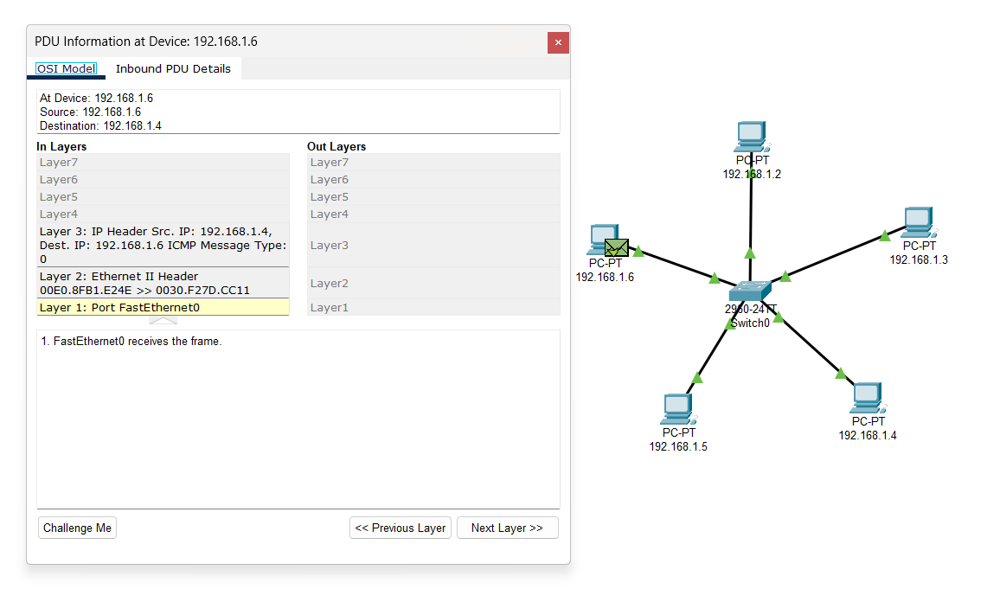 PDU Information at Device: 192.168.1.6
OSI Model
Inbound PDU Details
At Device: 192.168.1.6
Source: 192.168.1.6
Destination: 192.168.1.4
In Layers
Layer7
Layer6
Layer5
Layer4
Layer 3: IP Header Src. IP: 192.168.1.4,
Dest. IP: 192.168.1.6 ICMP Message Type:
0
Layer 2: Ethernet II Header
00E0.8FB1.E24E >> 0030.F27D.CC11
Layer 1: Port FastEthernet0
Out Layers
Layer7
Layer6
Layer5
Layer4
Layer3
Layer2
Layer1
1. FastEthernet0 receives the frame.
Challenge Me
<< Previous Layer
Next Layer >>
PC-PT
192.168.1.2
PC-PT
192.168.1.3
PC-PT
192.168.1.6
2960-24TT
Switch0
PC-PT
192.168.1.4
PC-PT
192.168.1.5